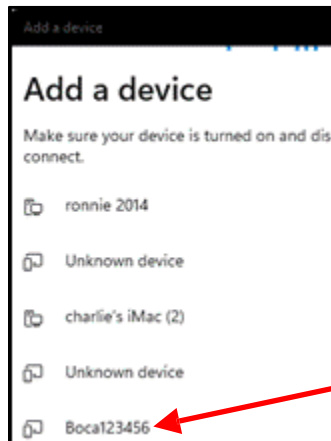 Add a device
Add a device
Make sure your device is turned on and dis
connect.
ronnie 2014
Unknown device
charlie's iMac (2)
Unknown device
Boca123456